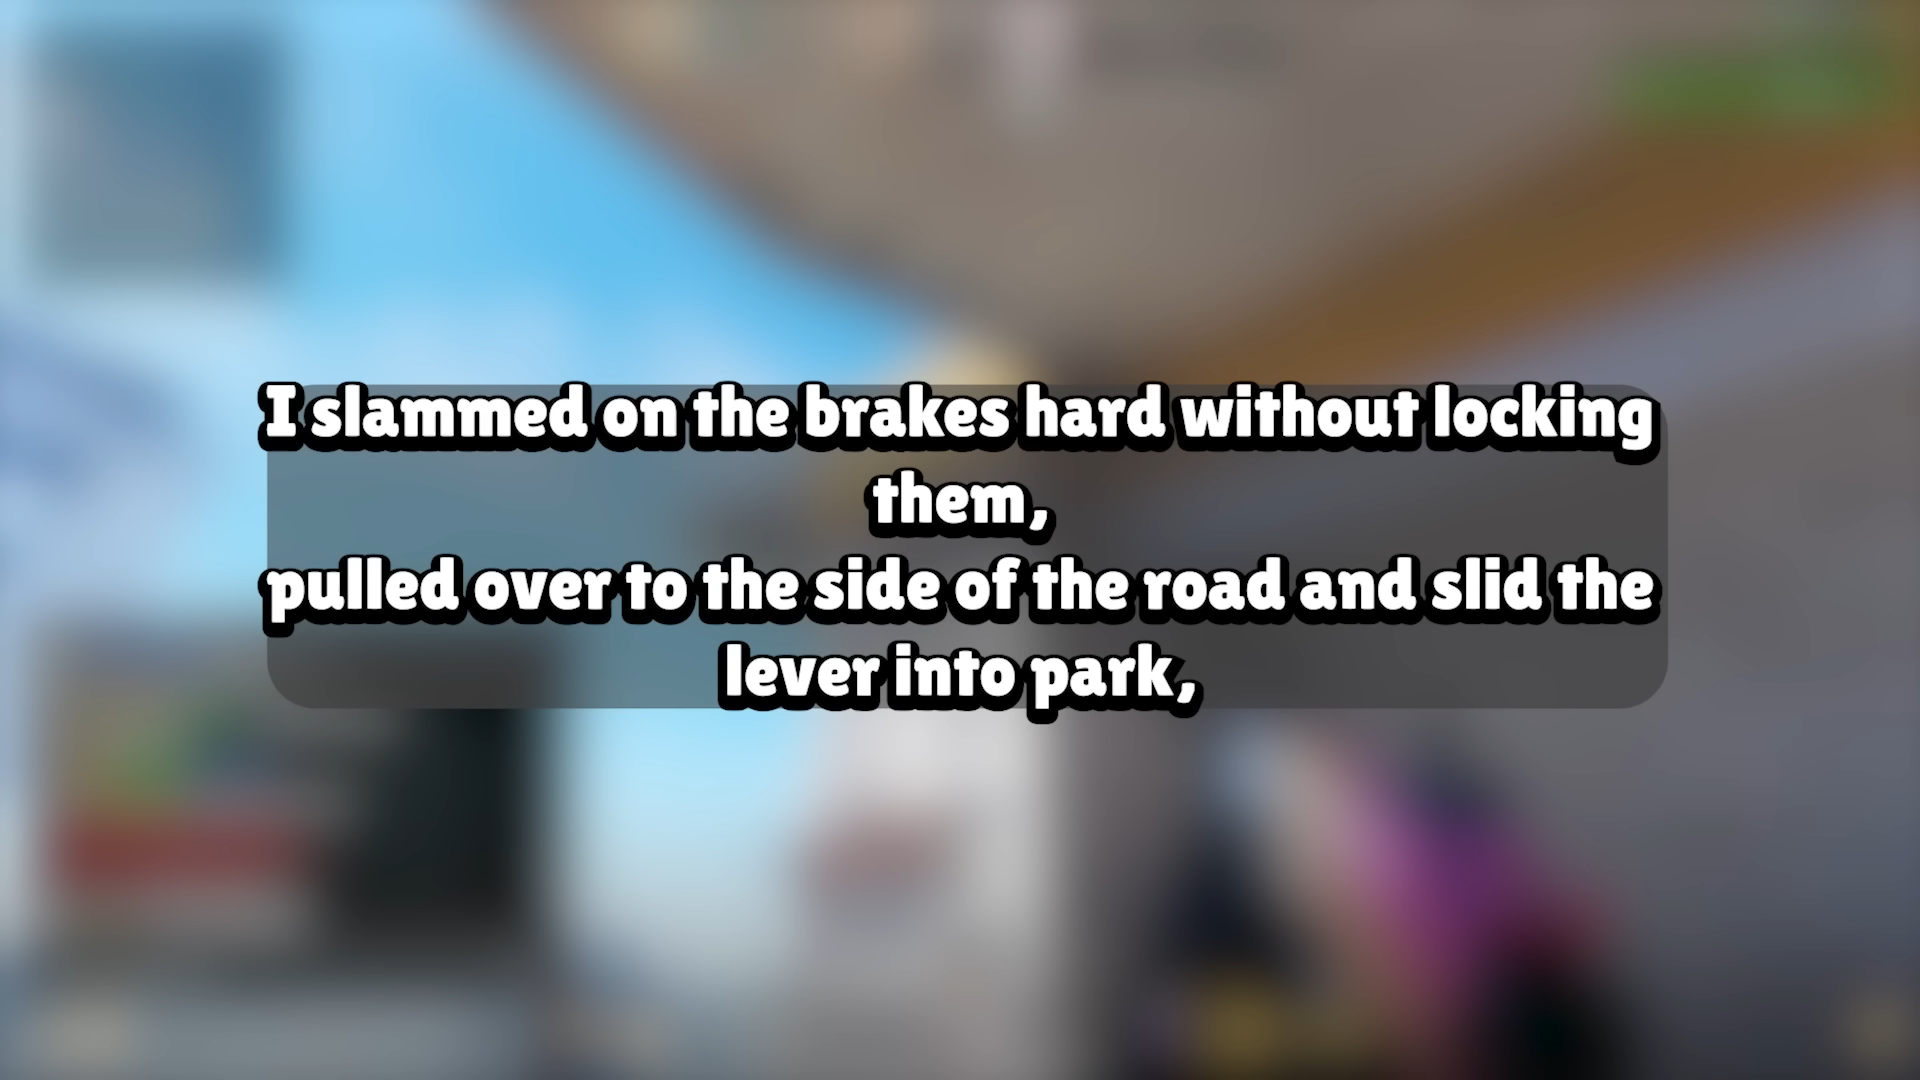 I slammed on the brakes hard without locking
them,
pulled over to the side of the road and slid the
lever into park,